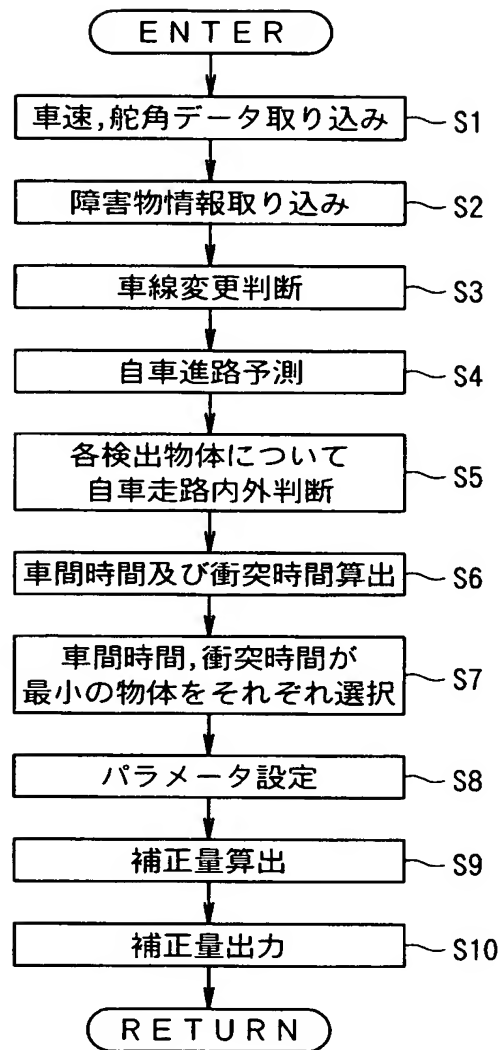 ENTER
車速,舵角データ取り込み S1
障害物情報取り込み S2
車線変更判断 S3
自車進路予測 S4
各検出物体について
自車走路内外判断 S5
車間時間及び衝突時間算出 S6
車間時間,衝突時間が
最小の物体をそれぞれ選択 S7
パラメータ設定 S8
補正量算出 S9
補正量出力 S10
RETURN